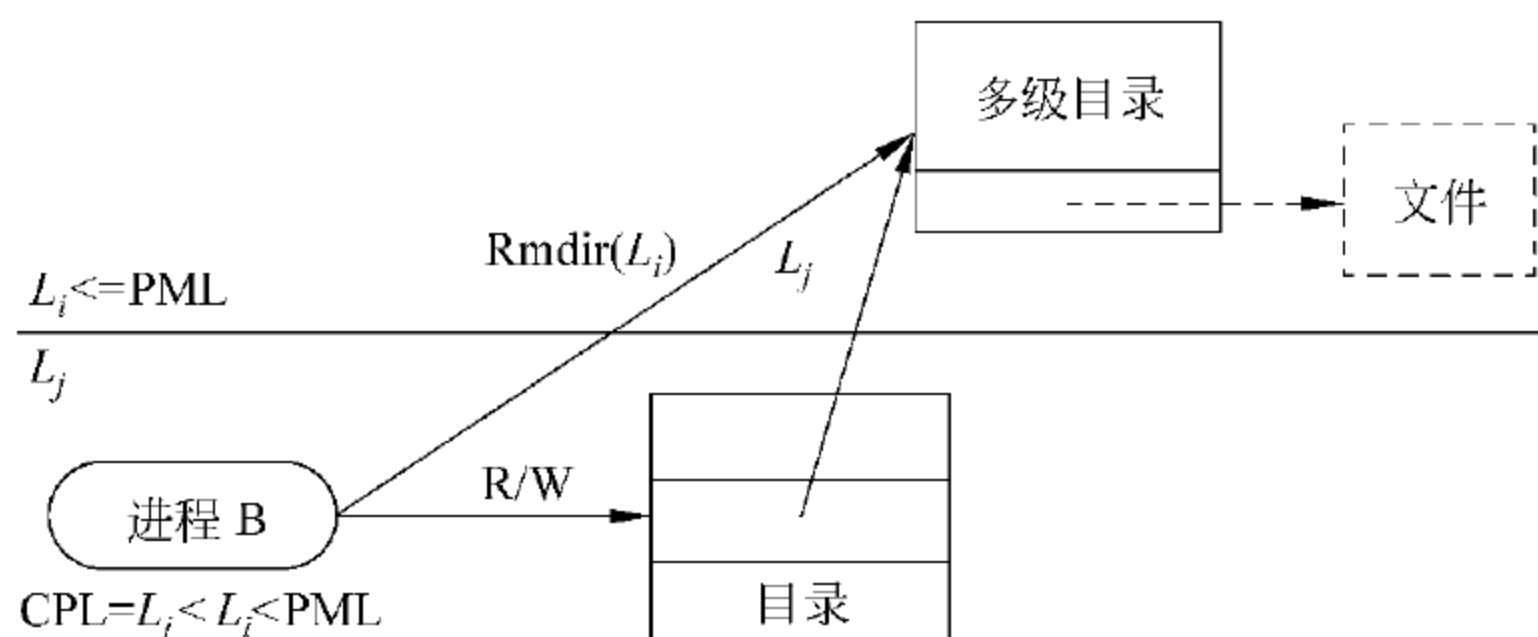 多级目录
文件
Rmdir(Lᵢ)
Lⱼ
Lᵢ<=PML
Lⱼ
R/W
进程 B
目录
CPL=Lⱼ<Lᵢ<PML